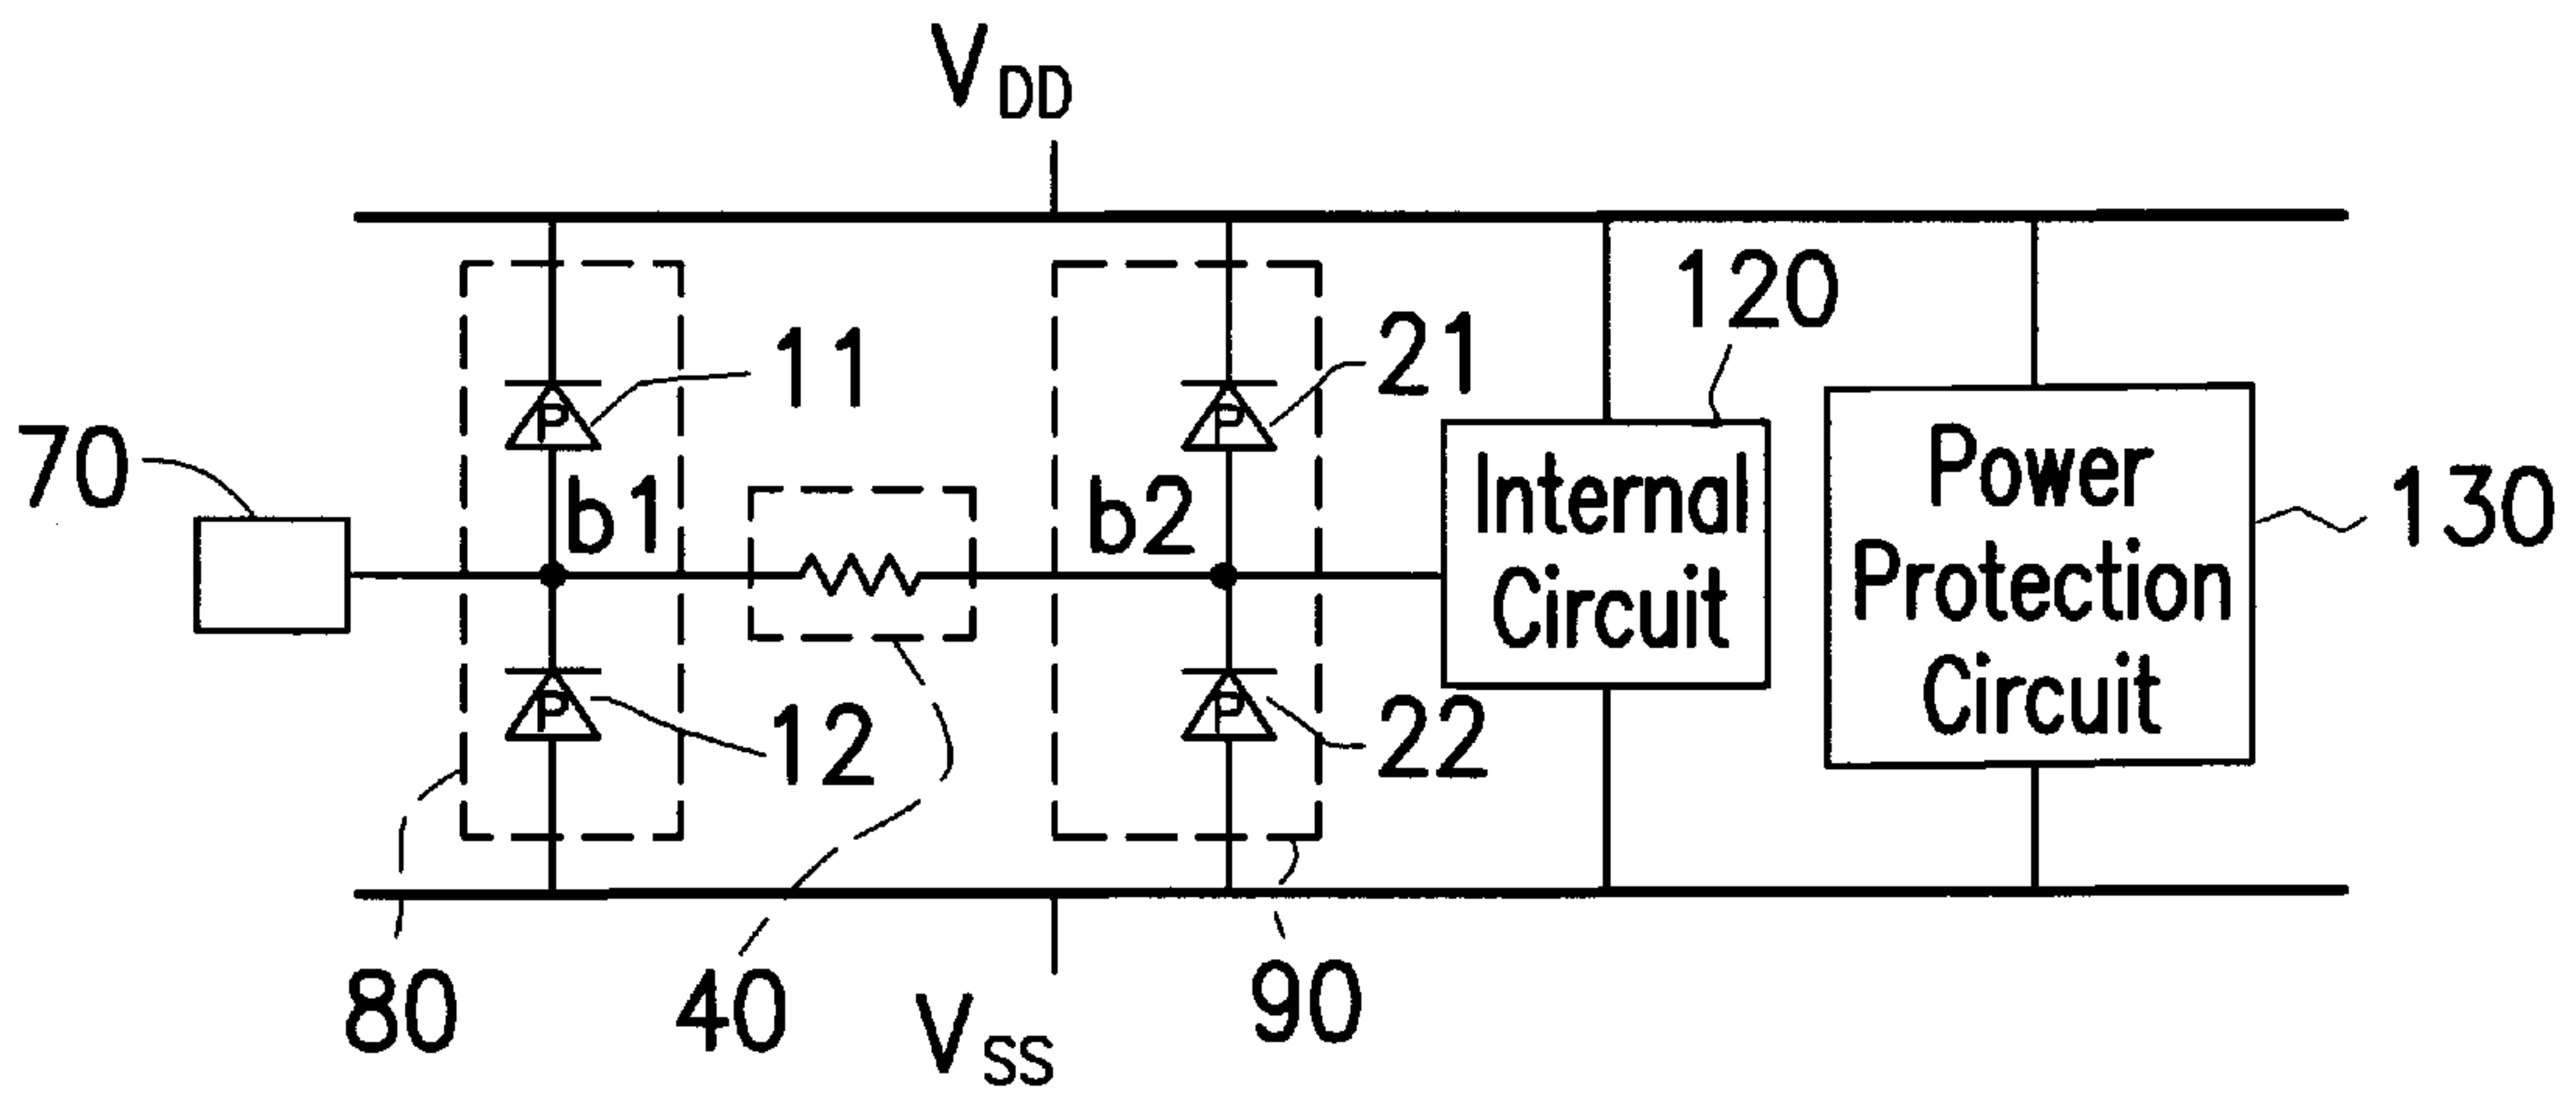 VDD
120
11
21
P
P
70
b1
b2
Internal
Circuit
Power
Protection
Circuit
130
P
P
12
22
80
40
VSS
90